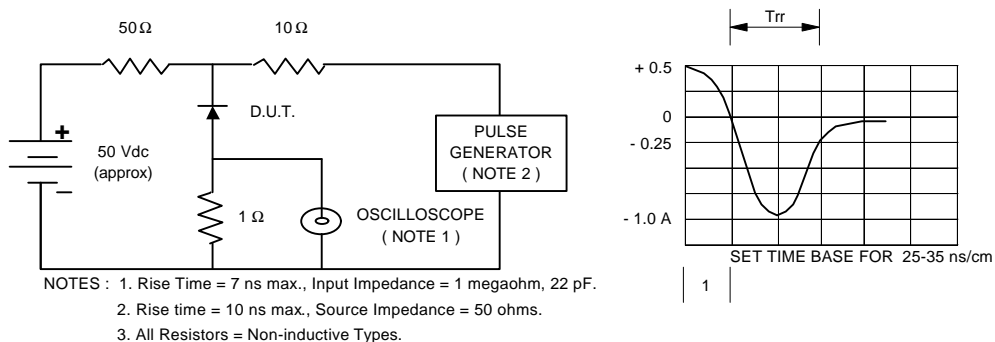 50 Ω
10 Ω
Trr
+ 0.5
0
- 0.25
- 1.0 A
D.U.T.
+
50 Vdc
(approx)
−
1 Ω
PULSE
GENERATOR
( NOTE 2 )
OSCILLOSCOPE
( NOTE 1 )
SET TIME BASE FOR 25-35 ns/cm
1
NOTES : 1. Rise Time = 7 ns max., Input Impedance = 1 megaohm, 22 pF.
2. Rise time = 10 ns max., Source Impedance = 50 ohms.
3. All Resistors = Non-inductive Types.